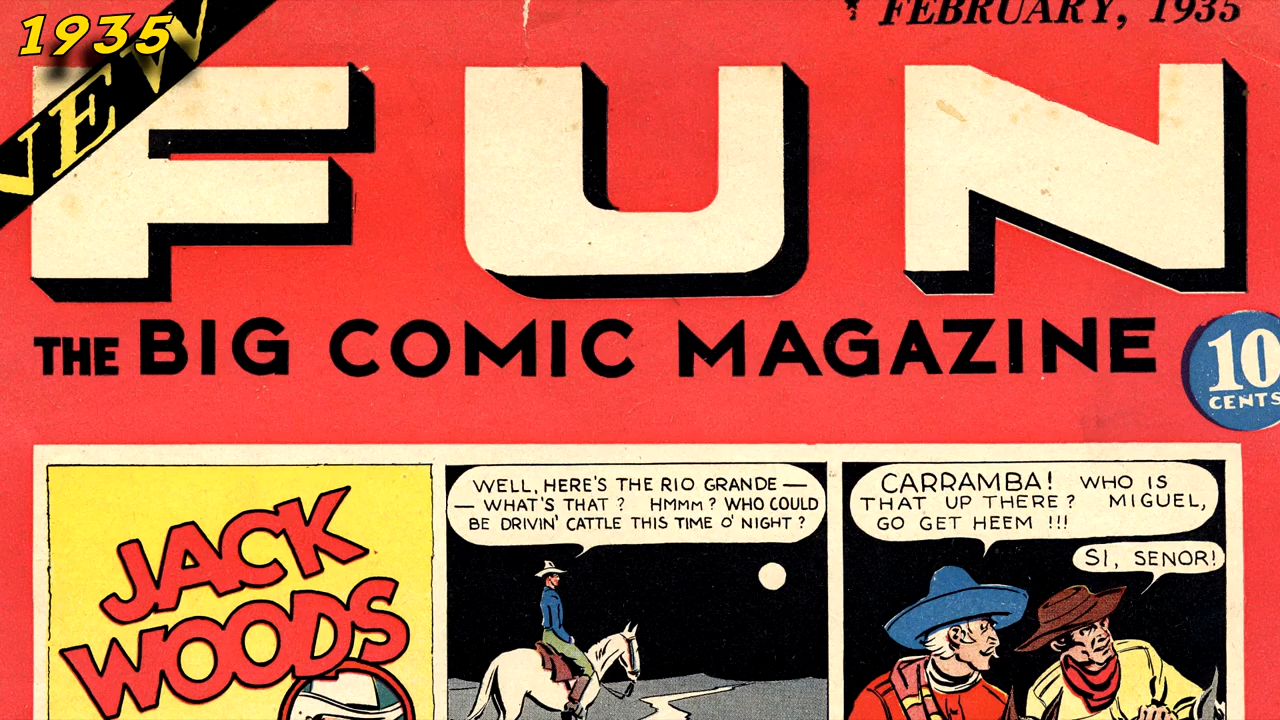 1935
NEW
FEBRUARY, 1935
FUN
THE BIG COMIC MAGAZINE
10
CENTS
JACK
WOODS
WELL, HERE'S THE RIO GRANDE —
— WHAT'S THAT ? HMMM ? WHO COULD
BE DRIVIN' CATTLE THIS TIME O' NIGHT ?
CARRAMBA! WHO IS
THAT UP THERE? MIGUEL,
GO GET HEEM !!!
SI, SENOR!